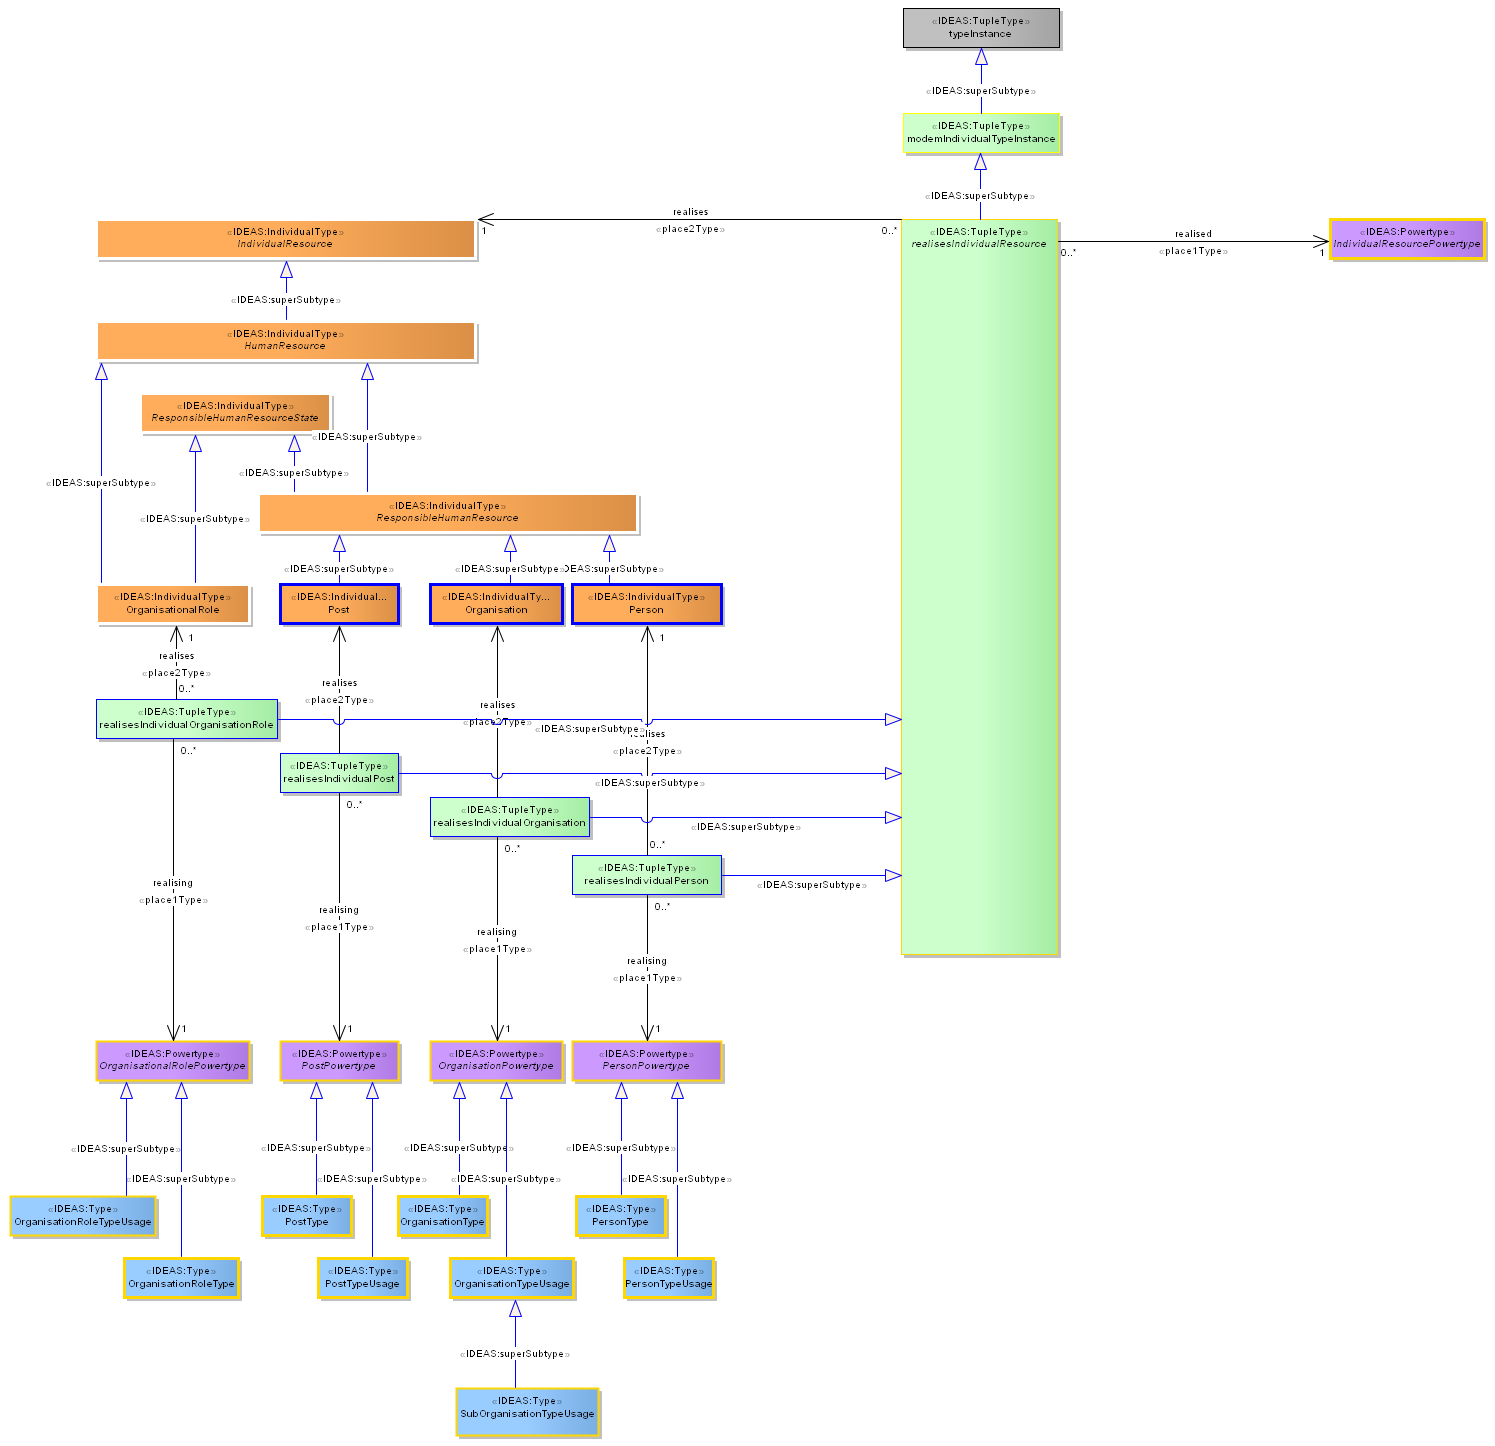 «IDEAS:TupleType»
typeInstance
«IDEAS:superSubtype»
«IDEAS:TupleType»
modemIndividualTypeInstance
«IDEAS:superSubtype»
realises
«place2Type»
1
0..*
«IDEAS:IndividualType»
IndividualResource
«IDEAS:TupleType»
realisesIndividualResource
realised
«place1Type»
0..*
1
«IDEAS:Powertype»
IndividualResourcePowertype
«IDEAS:superSubtype»
«IDEAS:IndividualType»
HumanResource
«IDEAS:IndividualType»
ResponsibleHumanResourceState
«IDEAS:superSubtype»
«IDEAS:superSubtype»
«IDEAS:superSubtype»
«IDEAS:superSubtype»
«IDEAS:IndividualType»
ResponsibleHumanResource
«IDEAS:superSubtype»
«IDEAS:superSubtype»
IDEAS:superSubtype»
«IDEAS:IndividualType»
OrganisationalRole
«IDEAS:Individual...
Post
«IDEAS:IndividualTy...
Organisation
«IDEAS:IndividualType»
Person
1
1
realises
«place2Type»
0..*
realises
«place2Type»
realises
«place2Type»
«IDEAS:TupleType»
realisesIndividualOrganisationRole
«IDEAS:superSubtype»
realises
«place2Type»
0..*
«IDEAS:TupleType»
realisesIndividualPost
«IDEAS:superSubtype»
0..*
«IDEAS:TupleType»
realisesIndividualOrganisation
«IDEAS:superSubtype»
0..*
0..*
«IDEAS:TupleType»
realisesIndividualPerson
«IDEAS:superSubtype»
0..*
realising
«place1Type»
realising
«place1Type»
realising
«place1Type»
realising
«place1Type»
1
1
1
1
«IDEAS:Powertype»
OrganisationalRolePowertype
«IDEAS:Powertype»
PostPowertype
«IDEAS:Powertype»
OrganisationPowertype
«IDEAS:Powertype»
PersonPowertype
«IDEAS:superSubtype»
«IDEAS:superSubtype»
«IDEAS:superSubtype»
«IDEAS:superSubtype»
«IDEAS:superSubtype»
«IDEAS:superSubtype»
«IDEAS:superSubtype»
«IDEAS:superSubtype»
«IDEAS:Type»
OrganisationRoleTypeUsage
«IDEAS:Type»
PostType
«IDEAS:Type»
OrganisationType
«IDEAS:Type»
PersonType
«IDEAS:Type»
OrganisationRoleType
«IDEAS:Type»
PostTypeUsage
«IDEAS:Type»
OrganisationTypeUsage
«IDEAS:Type»
PersonTypeUsage
«IDEAS:superSubtype»
«IDEAS:Type»
SubOrganisationTypeUsage